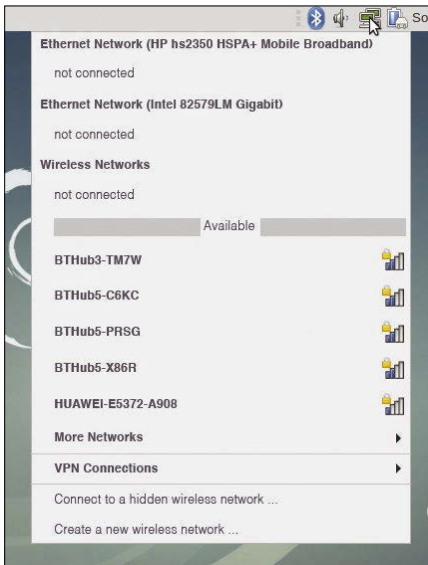 So
Ethernet Network (HP hs2350 HSPA+ Mobile Broadband)
not connected
Ethernet Network (Intel 82579LM Gigabit)
not connected
Wireless Networks
not connected
Available
BTHub3-TM7W
BTHub5-C6KC
BTHub5-PRSG
BTHub5-X86R
HUAWEI-E5372-A908
More Networks
VPN Connections
Connect to a hidden wireless network ...
Create a new wireless network ...